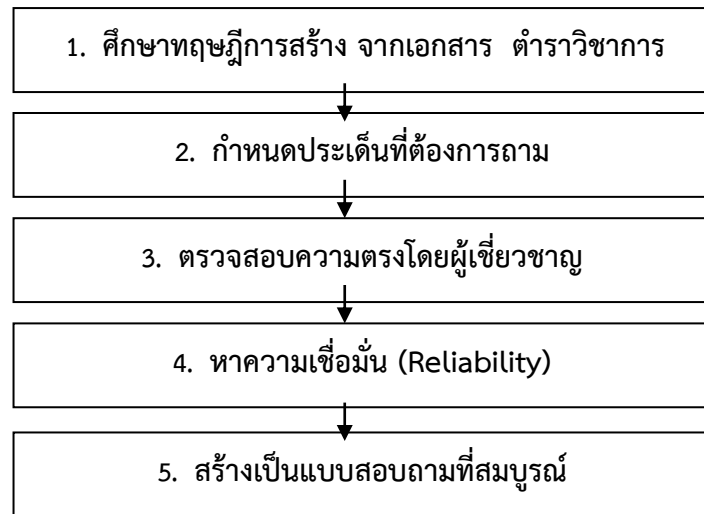 1. ศึกษาทฤษฎีการสร้าง จากเอกสาร ตำราวิชาการ
2. กำหนดประเด็นที่ต้องการถาม
3. ตรวจสอบความตรงโดยผู้เชี่ยวชาญ
4. หาความเชื่อมั่น (Reliability)
5. สร้างเป็นแบบสอบถามที่สมบูรณ์